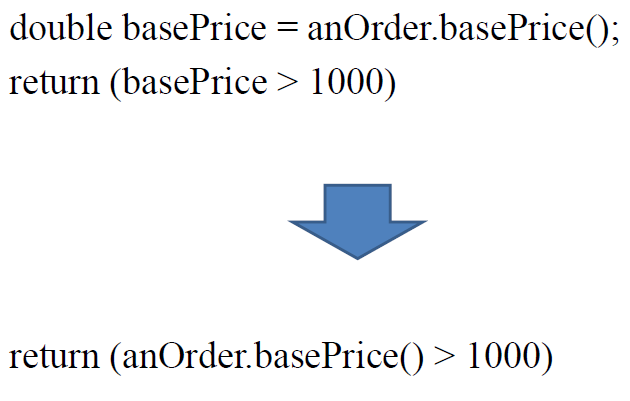 double basePrice = anOrder.basePrice();
return (basePrice > 1000)
return (anOrder.basePrice() > 1000)